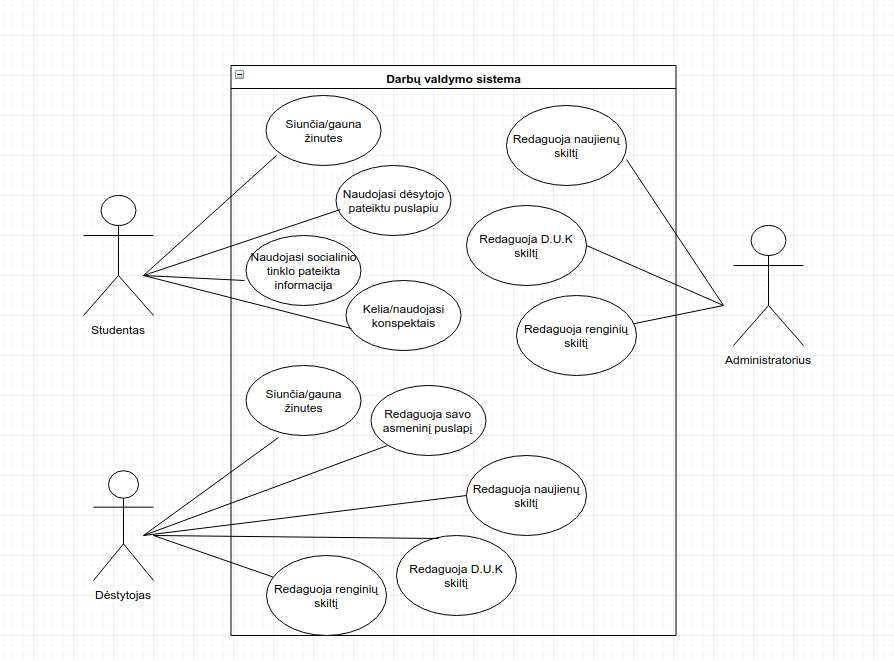 Darbų valdymo sistema
Siunčia/gauna
žinutes
Redaguoja naujienų
skiltį
Naudojasi dėsytojo
pateiktu puslapiu
Redaguoja D.U.K
skiltį
Naudojasi socialinio
tinklo pateikta
informacija
Kelia/naudojasi
konspektais
Redaguoja renginių
skiltį
Studentas
Administratorius
Siunčia/gauna
žinutes
Redaguoja savo
asmeninį puslapį
Redaguoja naujienų
skiltį
Redaguoja D.U.K
skiltį
Redaguoja renginių
skiltį
Dėstytojas